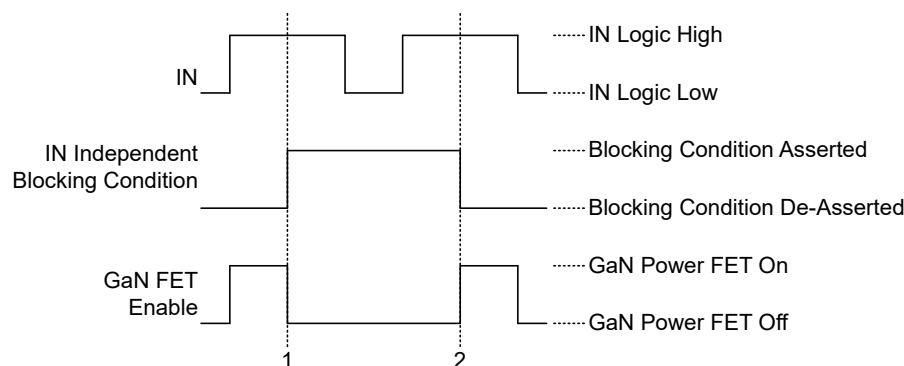 IN
IN Logic High
IN Logic Low
IN Independent
Blocking Condition
Blocking Condition Asserted
Blocking Condition De-Asserted
GaN FET
Enable
GaN Power FET On
GaN Power FET Off
1
2